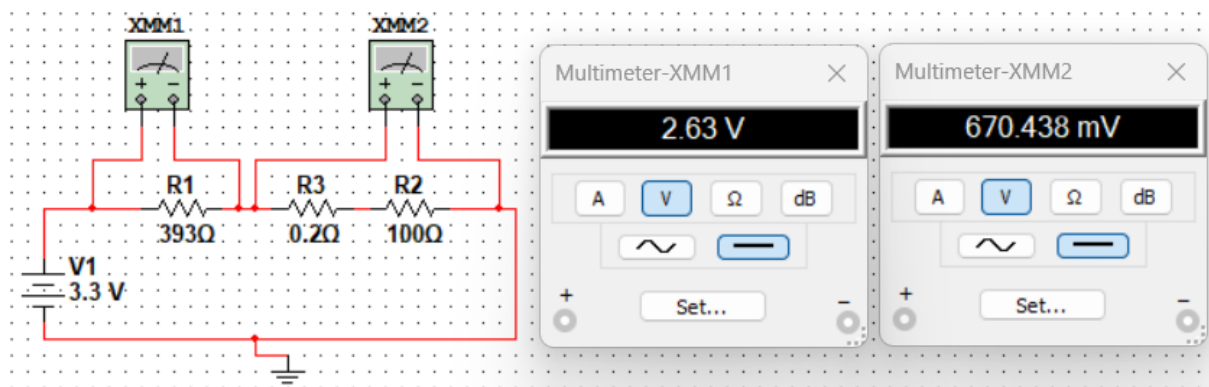 XMM1
XMM2
R1
R3
R2
393Ω
0.2Ω
100Ω
V1
3.3 V
Multimeter-XMM1
2.63 V
A V Ω dB
+ Set... −
Multimeter-XMM2
670.438 mV
A V Ω dB
+ Set... −